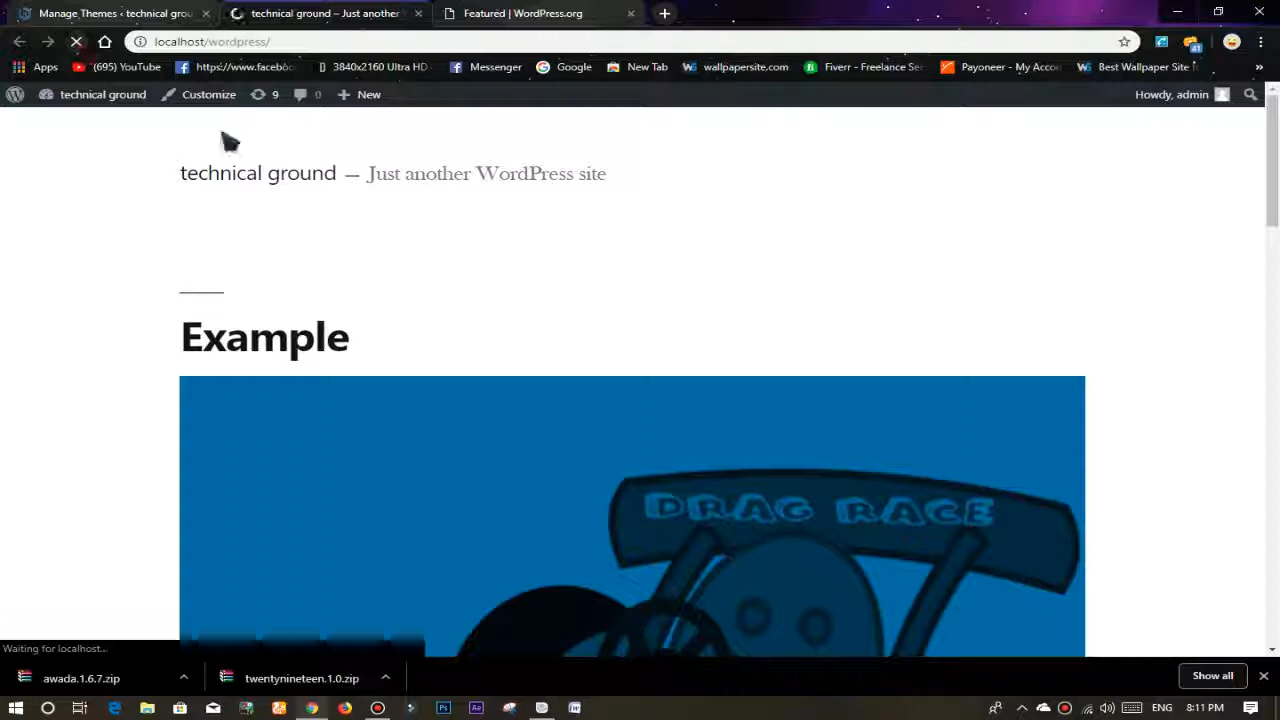 Manage Themes ‹ technical grou
technical ground – Just another
Featured | WordPress.org
localhost/wordpress/
41
Apps
(695) YouTube
https://www.facebo
3840x2160 Ultra HD
Messenger
Google
New Tab
wallpapersite.com
Fiverr - Freelance Se
Payoneer - My Acco
Best Wallpaper Site f
»
technical ground
Customize
9
0
New
Howdy, admin
technical ground — Just another WordPress site
Example
DRAG RACE
Waiting for localhost...
awada.1.6.7.zip
twentynineteen.1.0.zip
Show all
ENG
8:11 PM